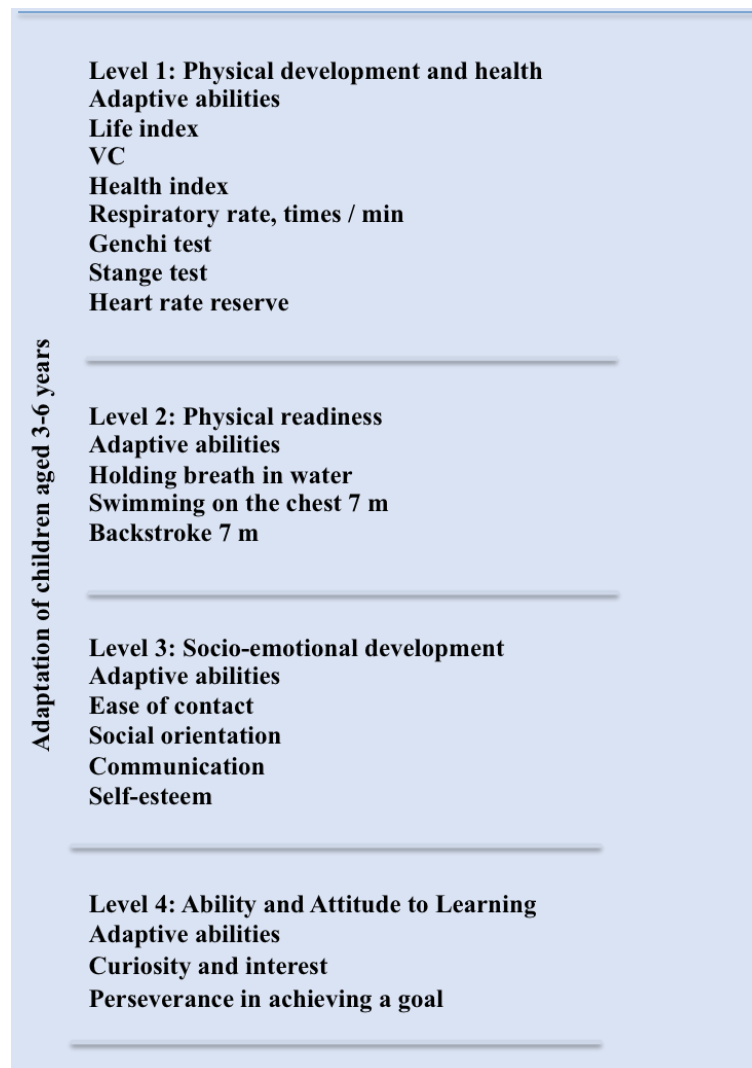 Adaptation of children aged 3-6 years
Level 1: Physical development and health
Adaptive abilities
Life index
VC
Health index
Respiratory rate, times / min
Genchi test
Stange test
Heart rate reserve
Level 2: Physical readiness
Adaptive abilities
Holding breath in water
Swimming on the chest 7 m
Backstroke 7 m
Level 3: Socio-emotional development
Adaptive abilities
Ease of contact
Social orientation
Communication
Self-esteem
Level 4: Ability and Attitude to Learning
Adaptive abilities
Curiosity and interest
Perseverance in achieving a goal